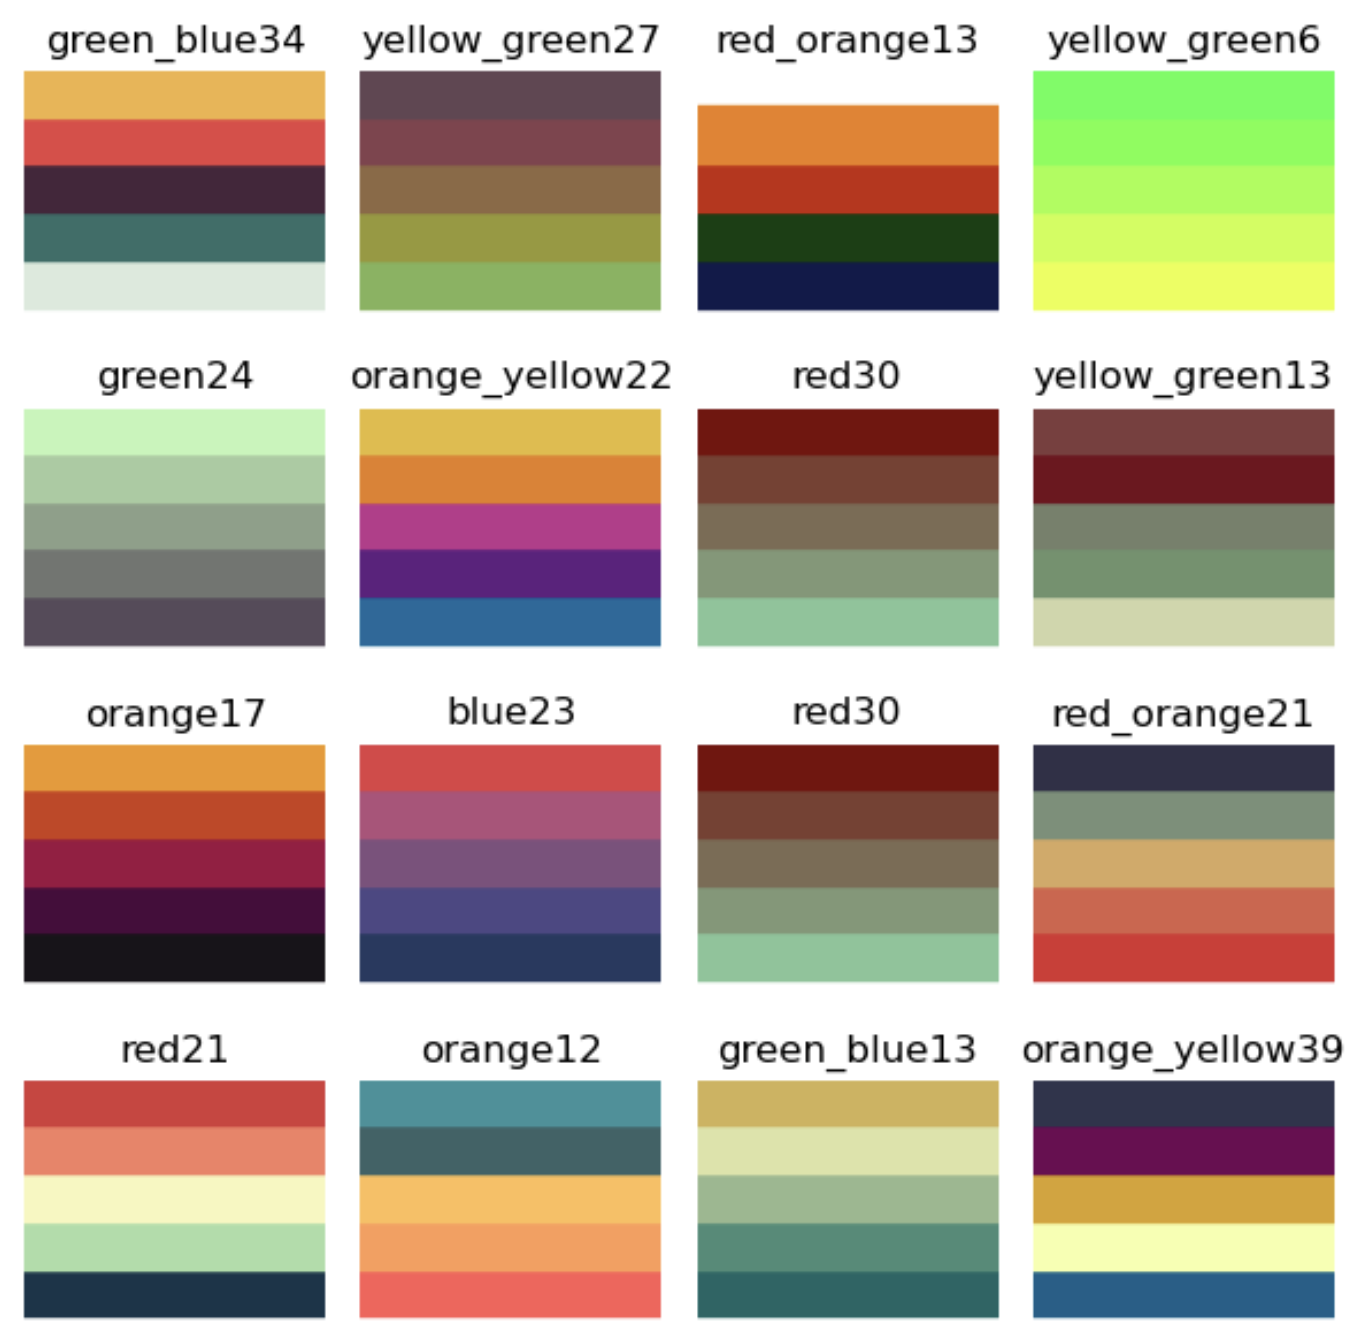 green_blue34
yellow_green27
red_orange13
yellow_green6
green24
orange_yellow22
red30
yellow_green13
orange17
blue23
red30
red_orange21
red21
orange12
green_blue13
orange_yellow39